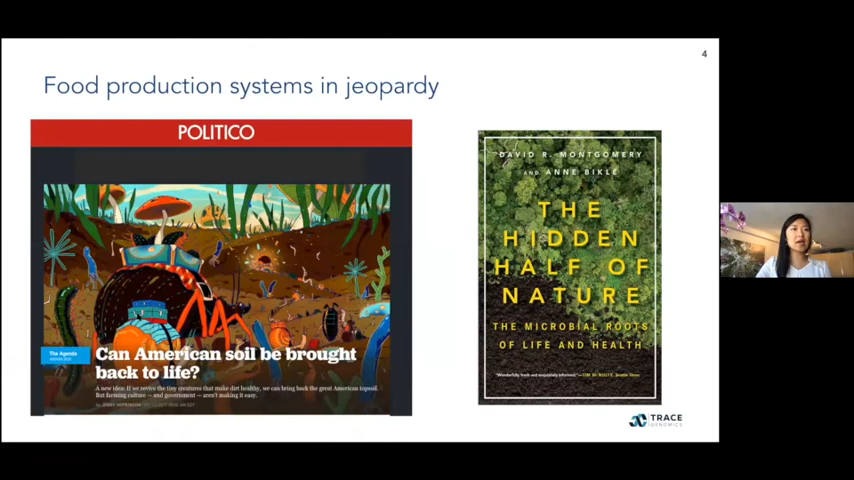 4
Food production systems in jeopardy
POLITICO
The Agenda
Can American soil be brought
back to life?
A new idea: If we revive the tiny creatures that make dirt healthy, we can bring back the great American topsoil.
But farming culture — and government — aren't making it easy.
By JENNY HOPKINSON
DAVID R. MONTGOMERY
AND ANNE BIKLÉ
THE
HIDDEN
HALF OF
NATURE
THE MICROBIAL ROOTS
OF LIFE AND HEALTH
TRACE
GENOMICS